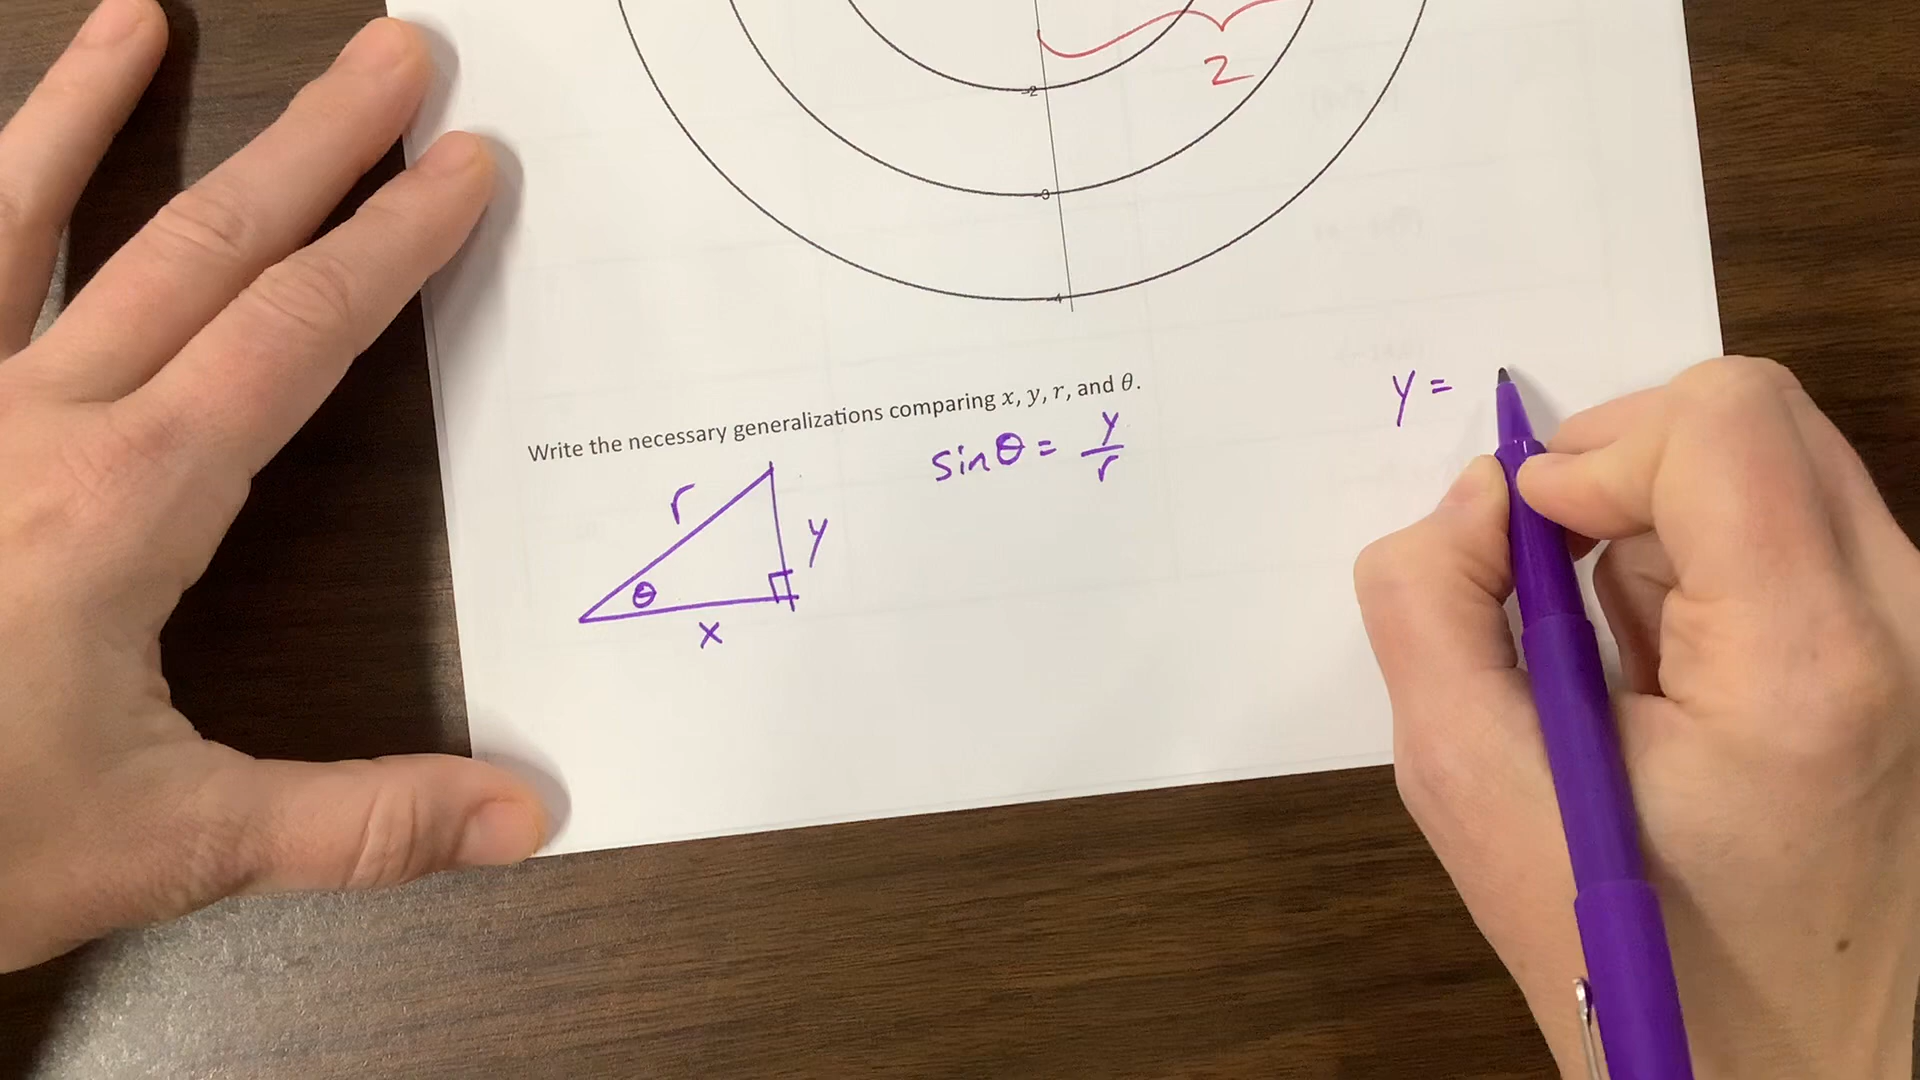 2
-2
-3
-4
Write the necessary generalizations comparing x, y, r, and θ.
sinθ = y/r
y =
r
y
θ
x